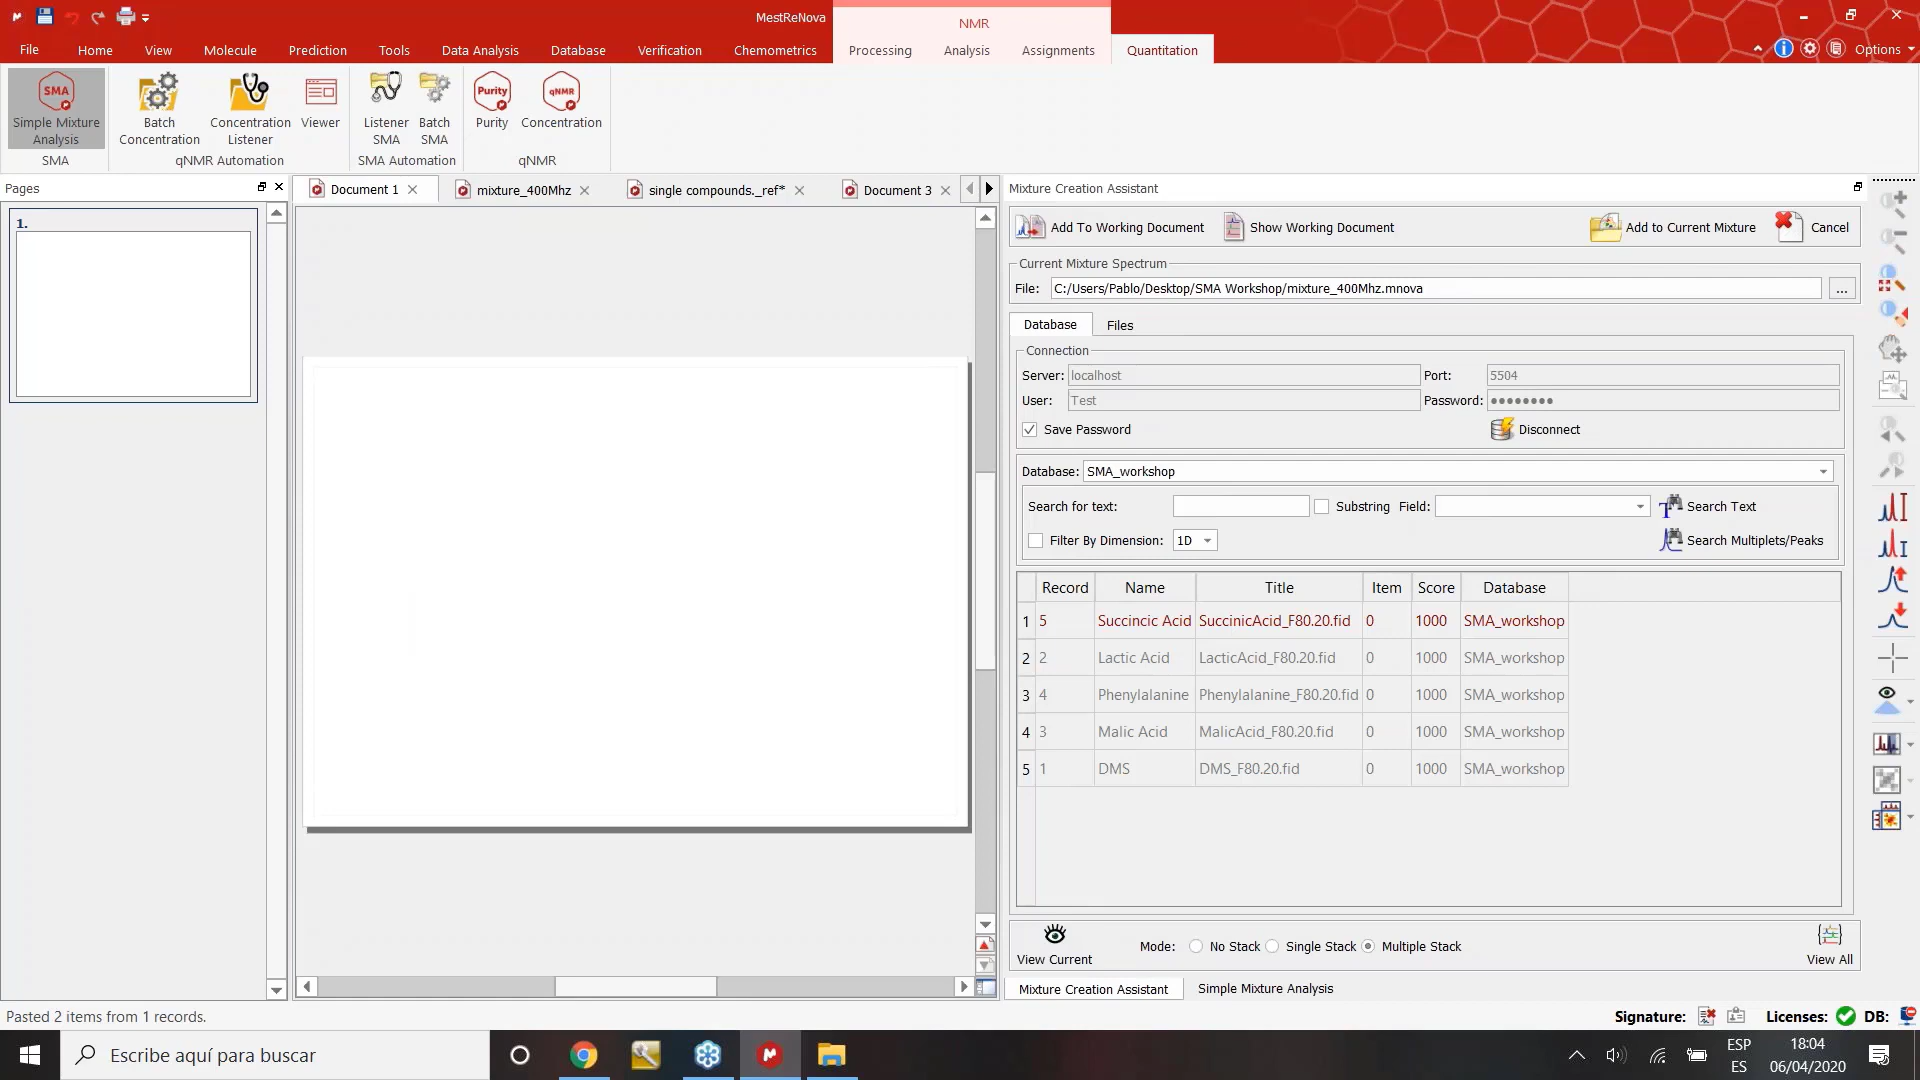 MestReNova
NMR
File
Home
View
Molecule
Prediction
Tools
Data Analysis
Database
Verification
Chemometrics
Processing
Analysis
Assignments
Quantitation
Options
SMA
Simple Mixture
Analysis
SMA
Batch
Concentration
Concentration
Listener
Viewer
qNMR Automation
Listener
SMA
Batch
SMA
SMA Automation
Purity
Purity
qNMR
Concentration
qNMR
Pages
1.
Document 1
mixture_400Mhz
single compounds._ref*
Document 3
Mixture Creation Assistant
Add To Working Document
Show Working Document
Add to Current Mixture
Cancel
Current Mixture Spectrum
File: C:/Users/Pablo/Desktop/SMA Workshop/mixture_400Mhz.mnova ...
Database
Files
Connection
Server: localhost Port: 5504
User: Test Password: ●●●●●●●●
Save Password
Disconnect
Database: SMA_workshop
Search for text: Substring Field: Search Text
Filter By Dimension: 1D Search Multiplets/Peaks
Record Name Title Item Score Database
1 5 Succincic Acid SuccinicAcid_F80.20.fid 0 1000 SMA_workshop
2 2 Lactic Acid LacticAcid_F80.20.fid 0 1000 SMA_workshop
3 4 Phenylalanine Phenylalanine_F80.20.fid 0 1000 SMA_workshop
4 3 Malic Acid MalicAcid_F80.20.fid 0 1000 SMA_workshop
5 1 DMS DMS_F80.20.fid 0 1000 SMA_workshop
View Current
Mode: No Stack Single Stack Multiple Stack
View All
Mixture Creation Assistant
Simple Mixture Analysis
Pasted 2 items from 1 records.
Signature: Licenses: DB:
Escribe aquí para buscar
ESP
ES
18:04
06/04/2020